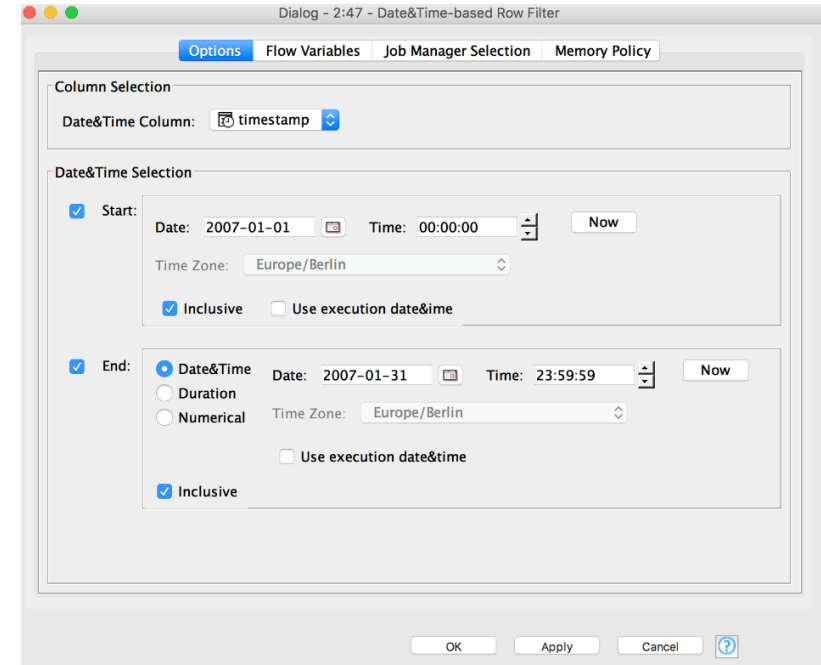 Dialog - 2:47 - Date&Time-based Row Filter
Options Flow Variables Job Manager Selection Memory Policy
Column Selection
Date&Time Column: timestamp
Date&Time Selection
Start:
Date: 2007-01-01 Time: 00:00:00 Now
Time Zone: Europe/Berlin
Inclusive Use execution date&ime
End: Date&Time Date: 2007-01-31 Time: 23:59:59 Now
Duration
Numerical Time Zone: Europe/Berlin
Use execution date&time
Inclusive
OK Apply Cancel ?